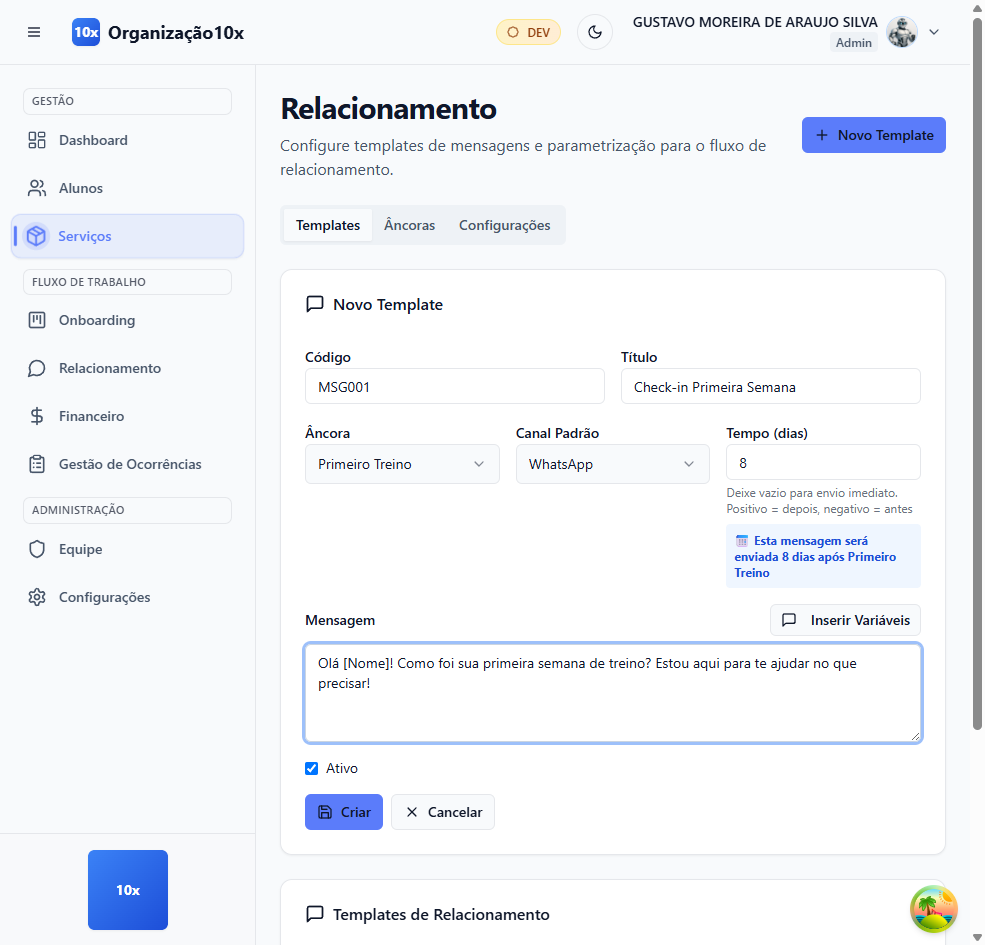 10x Organização10x
DEV
GUSTAVO MOREIRA DE ARAUJO SILVA
Admin
GESTÃO
Dashboard
Alunos
Serviços
FLUXO DE TRABALHO
Onboarding
Relacionamento
Financeiro
Gestão de Ocorrências
ADMINISTRAÇÃO
Equipe
Configurações
10x
Relacionamento
Configure templates de mensagens e parametrização para o fluxo de
relacionamento.
+ Novo Template
Templates Âncoras Configurações
Novo Template
Código Título
MSG001 Check-in Primeira Semana
Âncora Canal Padrão Tempo (dias)
Primeiro Treino WhatsApp 8
Deixe vazio para envio imediato.
Positivo = depois, negativo = antes
Esta mensagem será
enviada 8 dias após Primeiro
Treino
Mensagem Inserir Variáveis
Olá [Nome]! Como foi sua primeira semana de treino? Estou aqui para te ajudar no que
precisar!
Ativo
Criar Cancelar
Templates de Relacionamento